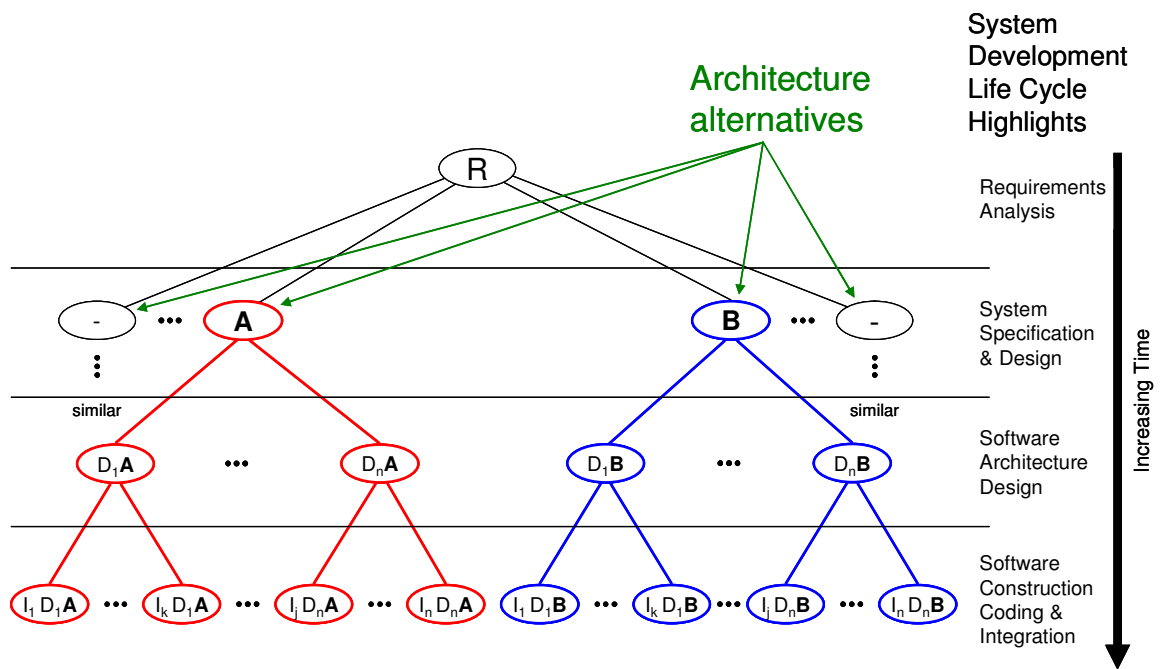 System
Development
Life Cycle
Highlights
Architecture
alternatives
R
Requirements
Analysis
- ••• A B ••• -
System
Specification
& Design
similar similar
D₁A ••• DₙA D₁B ••• DₙB
Software
Architecture
Design
I₁ D₁A ••• Iₖ D₁A ••• Iⱼ DₙA ••• Iₙ DₙA I₁ D₁B ••• Iₖ D₁B ••• Iⱼ DₙB ••• Iₙ DₙB
Software
Construction
Coding &
Integration
Increasing Time